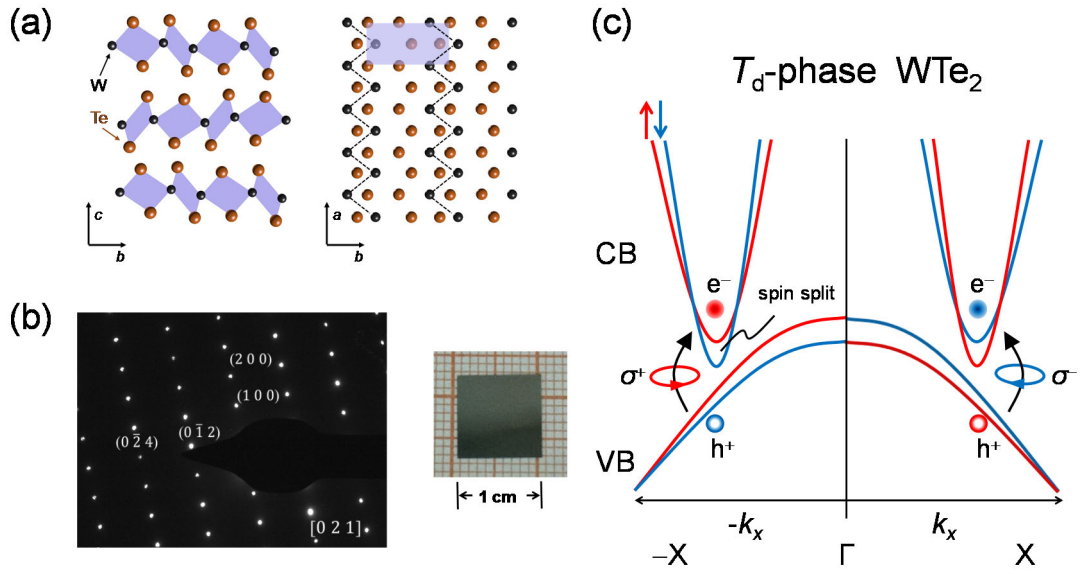 (a)
W
Te
c
b
a
b
(b)
(2 0 0)
(1 0 0)
(0 1̅ 2)
(0 2̅ 4)
[0 2 1]
1 cm
(c)
T_d-phase WTe₂
CB
e⁻
e⁻
spin split
σ⁺
σ⁻
h⁺
h⁺
VB
-kₓ
kₓ
–X
Γ
X